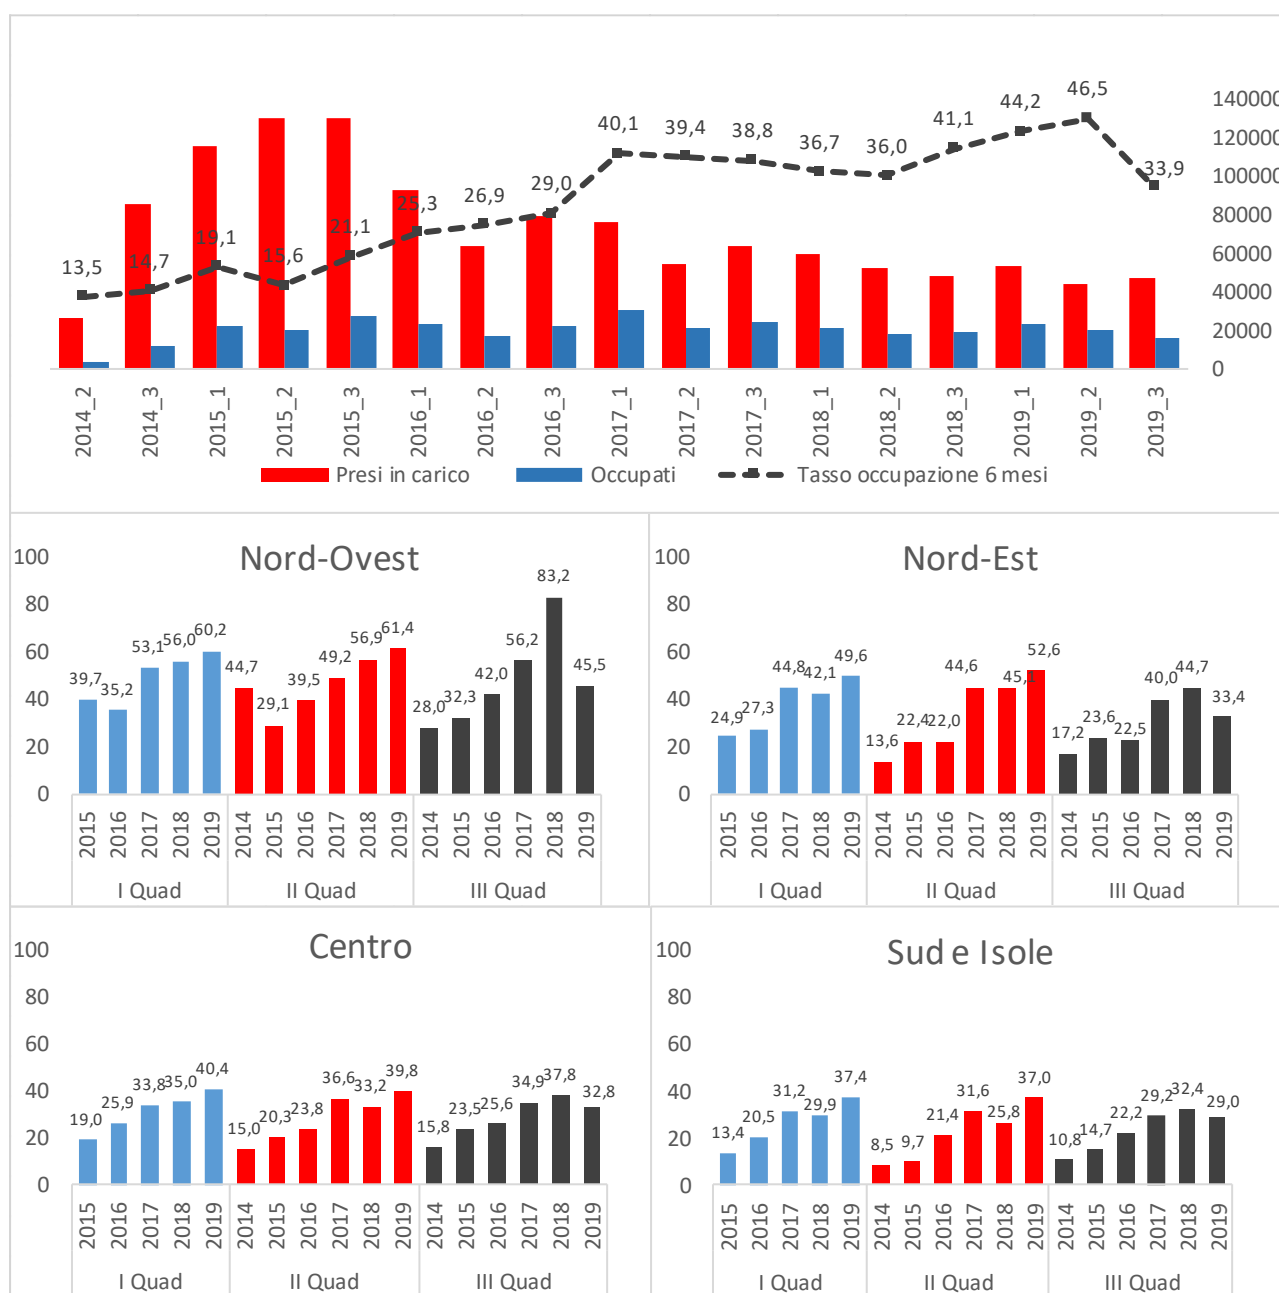 13,5 14,7 19,1 15,6 21,1 25,3 26,9 29,0 40,1 39,4 38,8 36,7 36,0 41,1 44,2 46,5 33,9
140000
120000
100000
80000
60000
40000
20000
0
2014_2 2014_3 2015_1 2015_2 2015_3 2016_1 2016_2 2016_3 2017_1 2017_2 2017_3 2018_1 2018_2 2018_3 2019_1 2019_2 2019_3
Presi in carico Occupati Tasso occupazione 6 mesi
Nord-Ovest
100
80
60
40
20
0
39,7 35,2 53,1 56,0 60,2 44,7 29,1 39,5 49,2 56,9 61,4 28,0 32,3 42,0 56,2 83,2 45,5
2015 2016 2017 2018 2019 2014 2015 2016 2017 2018 2019 2014 2015 2016 2017 2018 2019
I Quad II Quad III Quad
Nord-Est
100
80
60
40
20
0
24,9 27,3 44,8 42,1 49,6 13,6 22,4 22,0 44,6 45,1 52,6 17,2 23,6 22,5 40,0 44,7 33,4
2015 2016 2017 2018 2019 2014 2015 2016 2017 2018 2019 2014 2015 2016 2017 2018 2019
I Quad II Quad III Quad
Centro
100
80
60
40
20
0
19,0 25,9 33,8 35,0 40,4 15,0 20,3 23,8 36,6 33,2 39,8 15,8 23,5 25,6 34,9 37,8 32,8
2015 2016 2017 2018 2019 2014 2015 2016 2017 2018 2019 2014 2015 2016 2017 2018 2019
I Quad II Quad III Quad
Sud e Isole
100
80
60
40
20
0
13,4 20,5 31,2 29,9 37,4 8,5 9,7 21,4 31,6 25,8 37,0 10,8 14,7 22,2 29,2 32,4 29,0
2015 2016 2017 2018 2019 2014 2015 2016 2017 2018 2019 2014 2015 2016 2017 2018 2019
I Quad II Quad III Quad